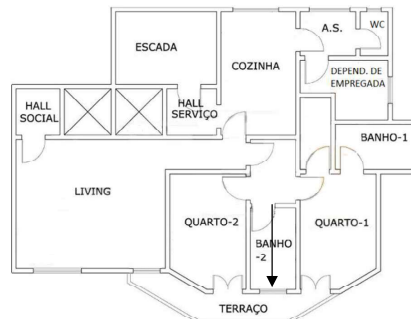 ESCADA
COZINHA
A.S.
WC
DEPEND. DE
EMPREGADA
HALL
SOCIAL
HALL
SERVIÇO
BANHO-1
LIVING
QUARTO-2
BANHO
-2
QUARTO-1
TERRAÇO